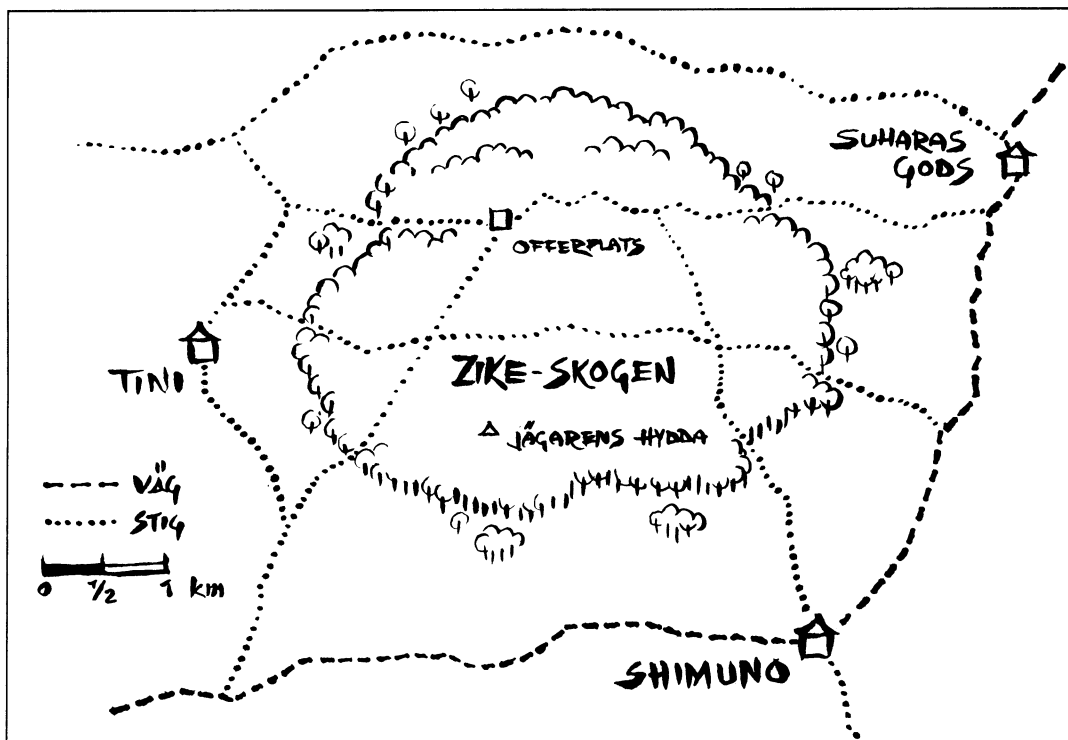 SUHARAS
GODS
OFFERPLATS
TINI
ZIKE-SKOGEN
JÄGARENS HYDDA
VÄG
STIG
0 1/2 1 km
SHIMUNO